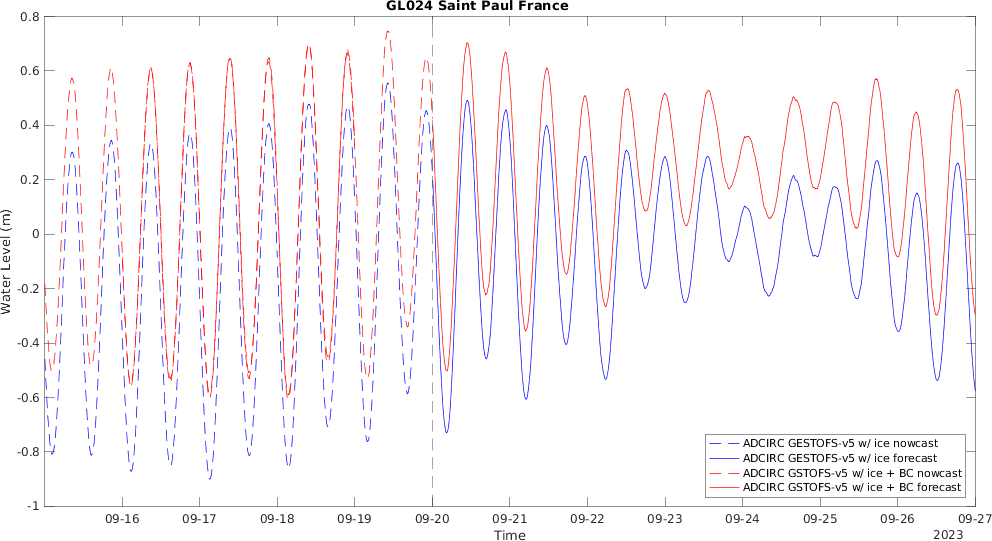 GL024 Saint Paul France
0.8
0.6
0.4
0.2
0
-0.2
-0.4
-0.6
-0.8
-1
Water Level (m)
ADCIRC GESTOFS-v5 w/ ice nowcast
ADCIRC GESTOFS-v5 w/ ice forecast
ADCIRC GSTOFS-v5 w/ ice + BC nowcast
ADCIRC GSTOFS-v5 w/ ice + BC forecast
09-16 09-17 09-18 09-19 09-20 09-21 09-22 09-23 09-24 09-25 09-26 09-27
Time
2023